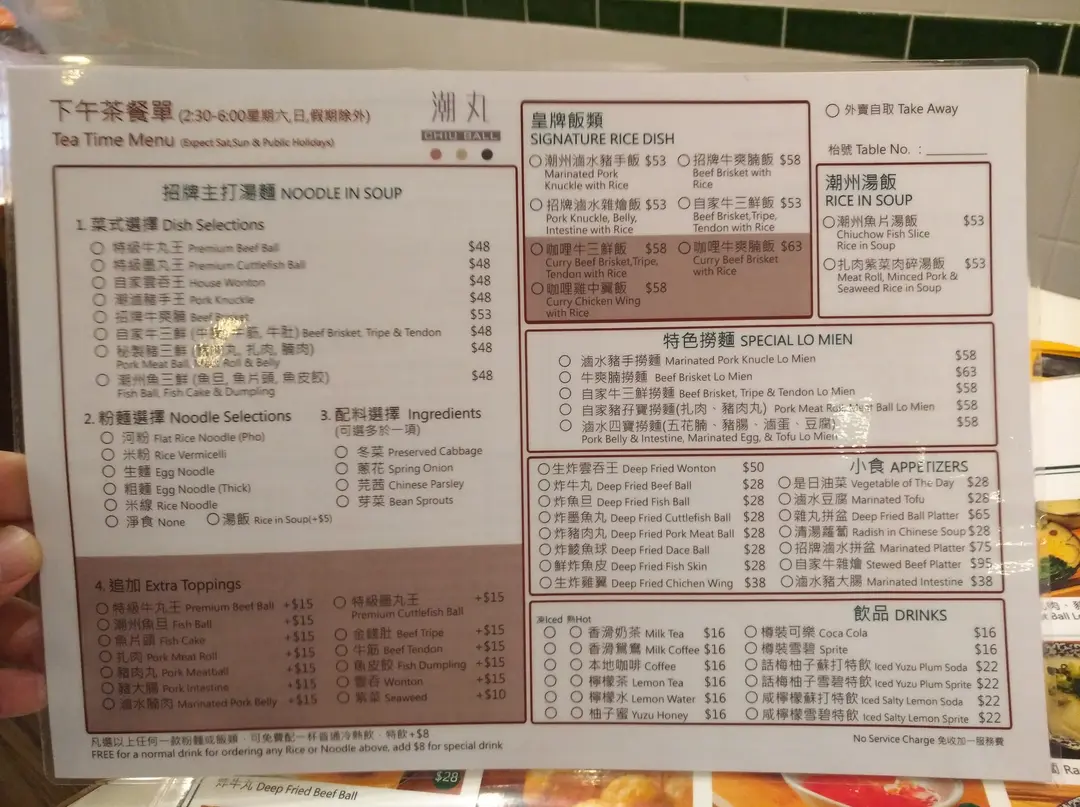 下午茶餐單 (2:30-6:00星期六,日,假期除外)
Tea Time Menu (Expect Sat,Sun & Public Holidays)
潮丸
CHIU BALL
招牌主打湯麵 NOODLE IN SOUP
1. 菜式選擇 Dish Selections
特級牛丸王 Premium Beef Ball $48
特級墨丸王 Premium Cuttlefish Ball $48
自家雲吞王 House Wonton $48
潮滷豬手王 Pork Knuckle $48
招牌牛爽腩 Beef Brisket $53
自家牛三鮮 (牛 牛筋, 牛肚) Beef Brisket, Tripe & Tendon $48
秘製豬三鮮 (豬肉丸, 扎肉, 腩肉) $48
Pork Meat Ball, Meat Roll & Belly
潮州魚三鮮 (魚旦, 魚片頭, 魚皮餃) $48
Fish Ball, Fish Cake & Dumpling
2. 粉麵選擇 Noodle Selections
河粉 Flat Rice Noodle (Pho)
米粉 Rice Vermicelli
生麵 Egg Noodle
粗麵 Egg Noodle (Thick)
米線 Rice Noodle
淨食 None 湯飯 Rice in Soup(+$5)
3. 配料選擇 Ingredients
(可選多於一項)
冬菜 Preserved Cabbage
蔥花 Spring Onion
芫茜 Chinese Parsley
芽菜 Bean Sprouts
4. 追加 Extra Toppings
特級牛丸王 Premium Beef Ball +$15
潮州魚旦 Fish Ball +$15
魚片頭 Fish Cake +$15
扎肉 Pork Meat Roll +$15
豬肉丸 Pork Meatball +$15
豬大腸 Pork Intestine +$15
滷水腩肉 Marinated Pork Belly +$15
特級墨丸王 +$15
Premium Cuttlefish Ball
金錢肚 Beef Tripe +$15
牛筋 Beef Tendon +$15
魚皮餃 Fish Dumpling +$15
雲吞 Wonton +$15
紫菜 Seaweed +$10
凡選以上任何一款粉麵或飯類，可免費配一杯普通冷熱飲，特飲+$8
FREE for a normal drink for ordering any Rice or Noodle above, add $8 for special drink
皇牌飯類
SIGNATURE RICE DISH
潮州滷水豬手飯 $53
Marinated Pork
Knuckle with Rice
招牌牛爽腩飯 $58
Beef Brisket with
Rice
招牌滷水雜燴飯 $53
Pork Knuckle, Belly,
Intestine with Rice
自家牛三鮮飯 $53
Beef Brisket,Tripe,
Tendon with Rice
咖喱牛三鮮飯 $58
Curry Beef Brisket,Tripe,
Tendon with Rice
咖喱牛爽腩飯 $63
Curry Beef Brisket
with Rice
咖喱雞中翼飯 $58
Curry Chicken Wing
with Rice
外賣自取 Take Away
枱號 Table No. :
潮州湯飯
RICE IN SOUP
潮州魚片湯飯 $53
Chiuchow Fish Slice
Rice in Soup
扎肉紫菜肉碎湯飯 $53
Meat Roll, Minced Pork &
Seaweed Rice in Soup
特色撈麵 SPECIAL LO MIEN
滷水豬手撈麵 Marinated Pork Knucle Lo Mien $58
牛爽腩撈麵 Beef Brisket Lo Mien $63
自家牛三鮮麵 Beef Brisket, Tripe & Tendon Lo Mien $58
自家豬孖寶撈麵(扎肉、豬肉丸) Pork Meat Roll, Meat Ball Lo Mien $58
滷水四寶撈麵(五花腩、豬腸、滷蛋、豆腐) $58
Pork Belly & Intestine, Marinated Egg, & Tofu Lo Mien
小食 APPETIZERS
生炸雲吞王 Deep Fried Wonton $50
炸牛丸 Deep Fried Beef Ball $28
炸魚旦 Deep Fried Fish Ball $28
炸墨魚丸 Deep Fried Cuttlefish Ball $28
炸豬肉丸 Deep Fried Pork Meat Ball $28
炸鯪魚球 Deep Fried Dace Ball $28
鮮炸魚皮 Deep Fried Fish Skin $28
生炸雞翼 Deep Fried Chichen Wing $38
是日油菜 Vegetable of The Day $28
滷水豆腐 Marinated Tofu $28
雜丸拼盆 Deep Fried Ball Platter $65
清湯蘿蔔 Radish in Chinese Soup $28
招牌滷水拼盆 Marinated Platter $75
自家牛雜燴 Stewed Beef Platter $95
滷水豬大腸 Marinated Intestine $38
飲品 DRINKS
凍Iced 熱Hot
香滑奶茶 Milk Tea $16
香滑鴛鴦 Milk Coffee $16
本地咖啡 Coffee $16
檸檬茶 Lemon Tea $16
檸檬水 Lemon Water $16
柚子蜜 Yuzu Honey $16
樽裝可樂 Coca Cola $16
樽裝雪碧 Sprite $16
話梅柚子蘇打特飲 Iced Yuzu Plum Soda $22
話梅柚子雪碧特飲 Iced Yuzu Plum Sprite $22
咸檸檬蘇打特飲 Iced Salty Lemon Soda $22
咸檸檬雪碧特飲 Iced Salty Lemon Sprite $22
No Service Charge 免收加一服務費
炸牛丸 Deep Fried Beef Ball
$28